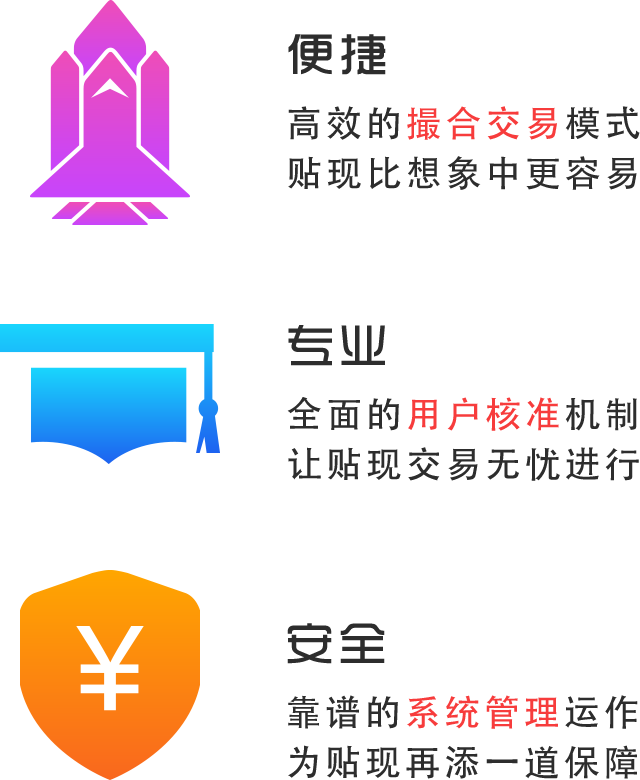 便捷
高效的撮合交易模式
贴现比想象中更容易
专业
全面的用户核准机制
让贴现交易无忧进行
¥
安全
靠谱的系统管理运作
为贴现再添一道保障